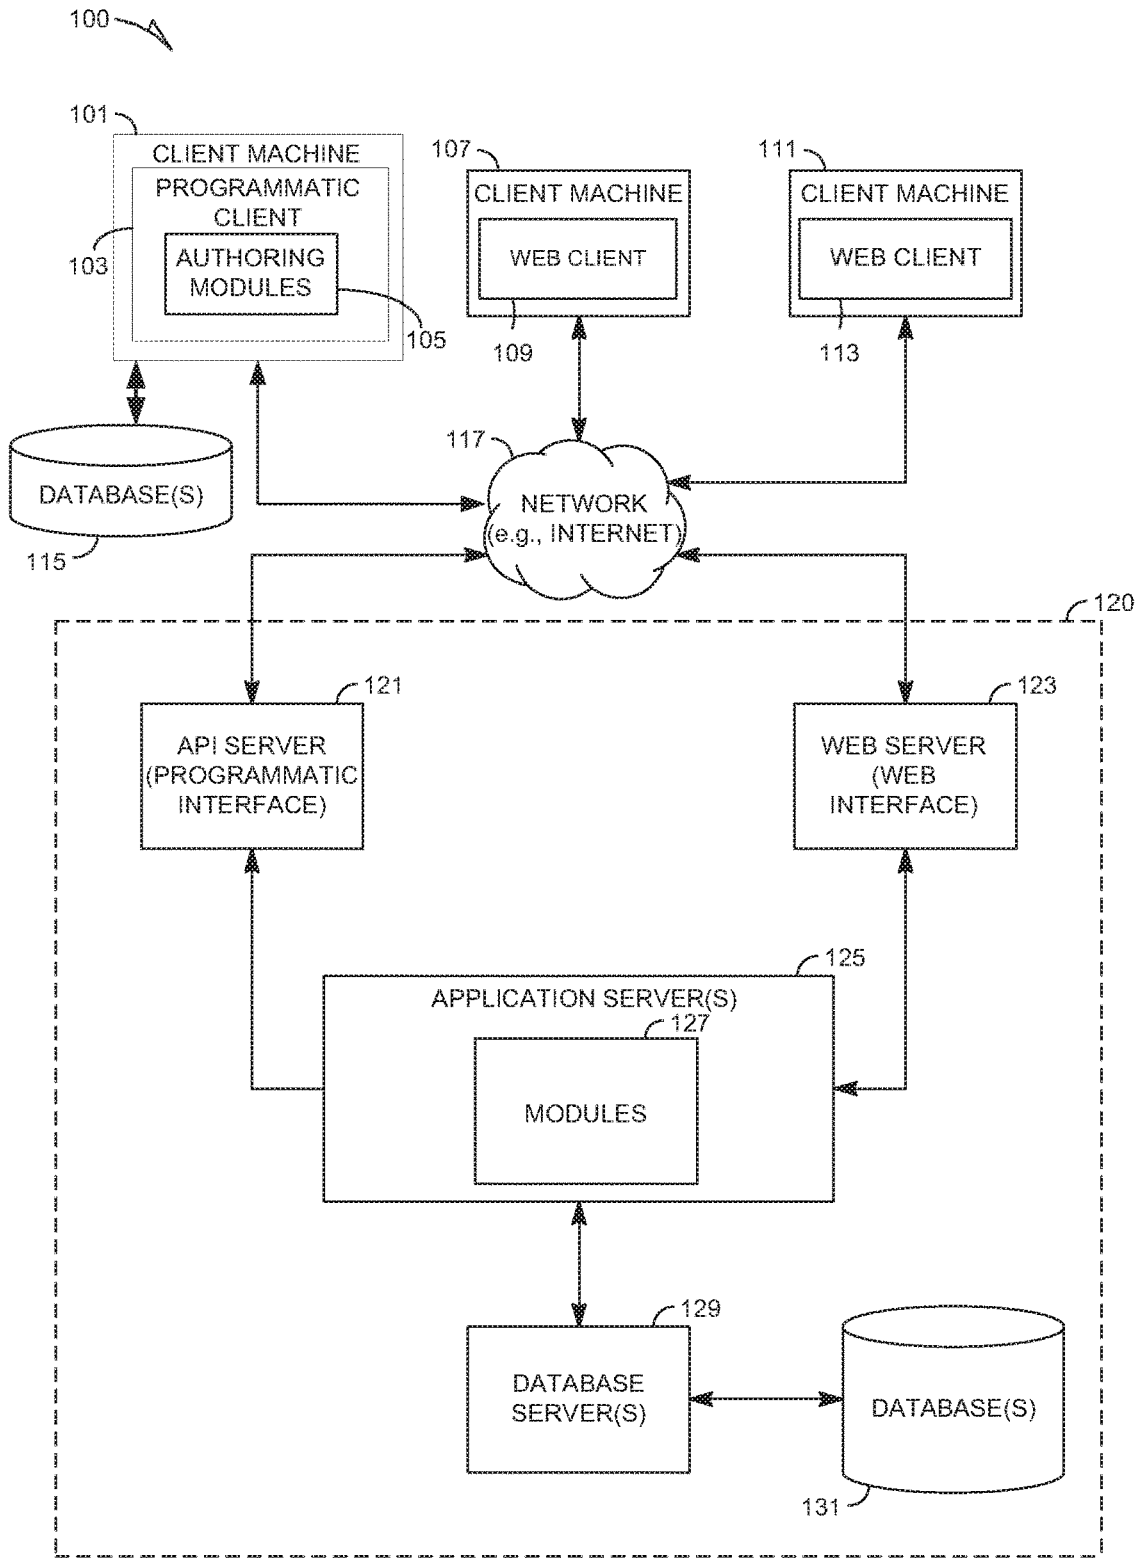 100
101
CLIENT MACHINE
PROGRAMMATIC
CLIENT
103
AUTHORING
MODULES
105
107
CLIENT MACHINE
WEB CLIENT
109
111
CLIENT MACHINE
WEB CLIENT
113
DATABASE(S)
115
117
NETWORK
(e.g., INTERNET)
120
121
API SERVER
(PROGRAMMATIC
INTERFACE)
123
WEB SERVER
(WEB
INTERFACE)
125
APPLICATION SERVER(S)
127
MODULES
129
DATABASE
SERVER(S)
DATABASE(S)
131